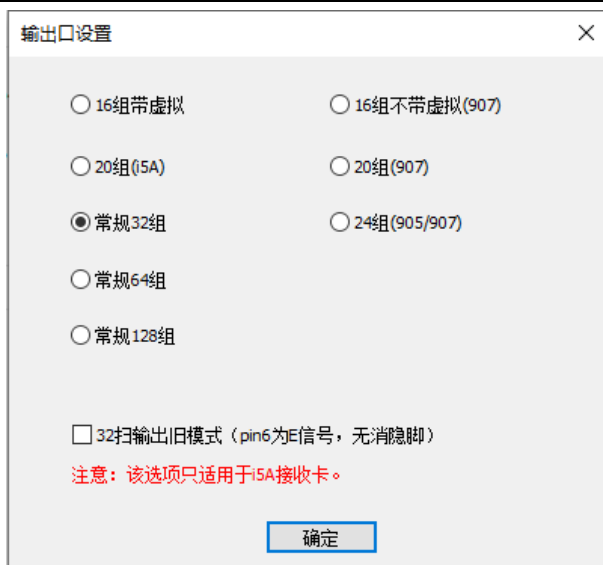 输出口设置
16组带虚拟 16组不带虚拟(907)
20组(i5A) 20组(907)
常规32组 24组(905/907)
常规64组
常规128组
32扫输出旧模式（pin6为E信号，无消隐脚）
注意：该选项只适用于i5A接收卡。
确定